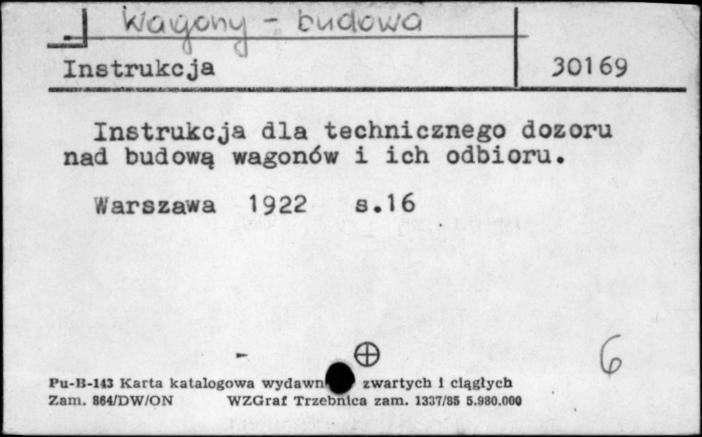 Wagony - budowa
Instrukcja 30169
Instrukcja dla technicznego dozoru
nad budową wagonów i ich odbioru.
Warszawa 1922 s.16
6
Pu-B-143 Karta katalogowa wydawn zwartych i ciągłych
Zam. 864/DW/ON WZGraf Trzebnica zam. 1337/85 5.980.000